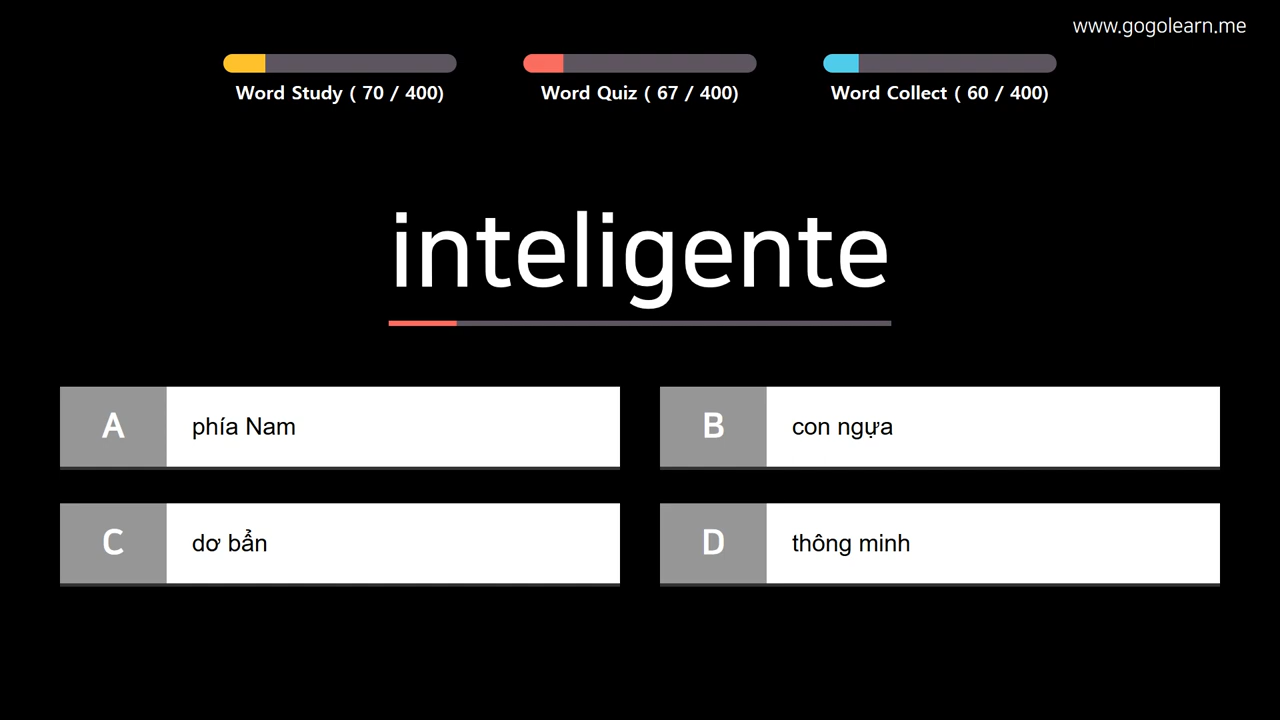 www.gogolearn.me
Word Study ( 70 / 400)
Word Quiz ( 67 / 400)
Word Collect ( 60 / 400)
inteligente
A
phía Nam
B
con ngựa
C
dơ bẩn
D
thông minh